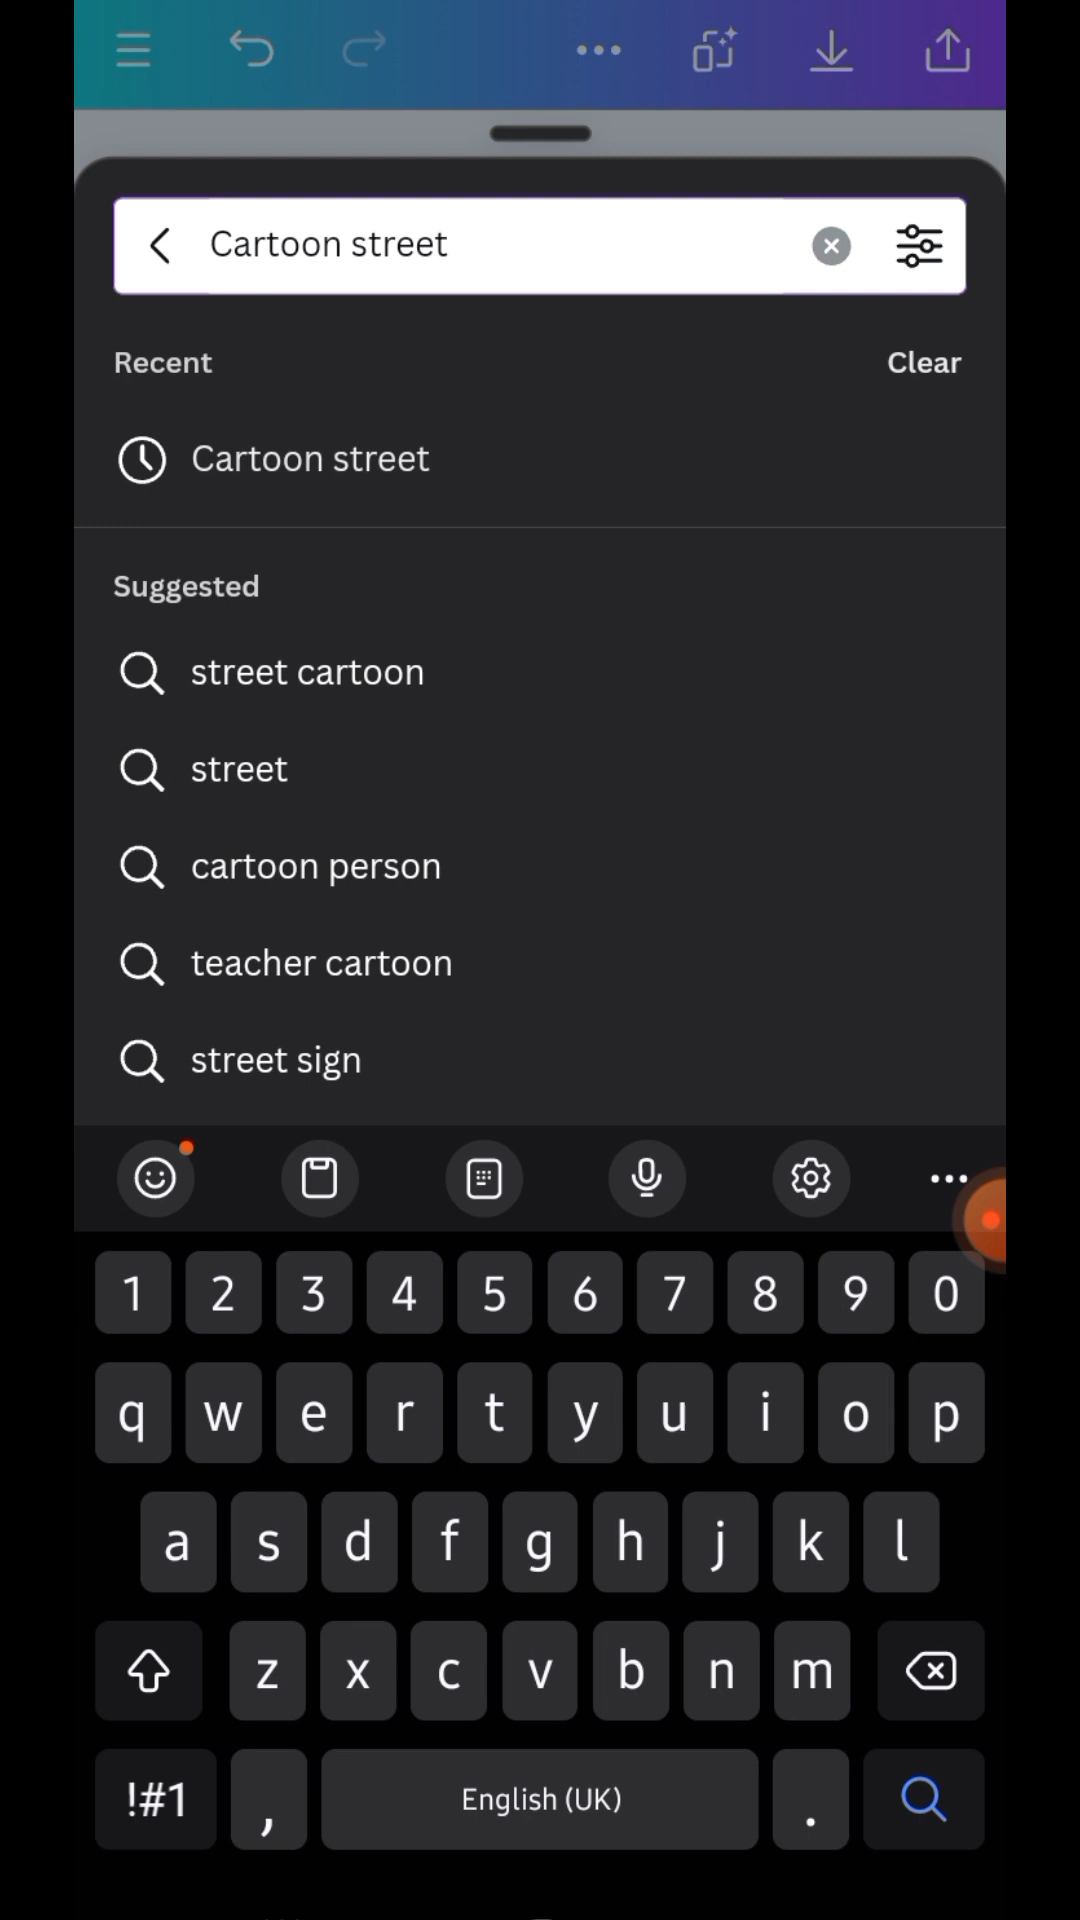 Cartoon street
Recent Clear
Cartoon street
Suggested
street cartoon
street
cartoon person
teacher cartoon
street sign
1 2 3 4 5 6 7 8 9 0
q w e r t y u i o p
a s d f g h j k l
z x c v b n m
!#1 , English (UK) .